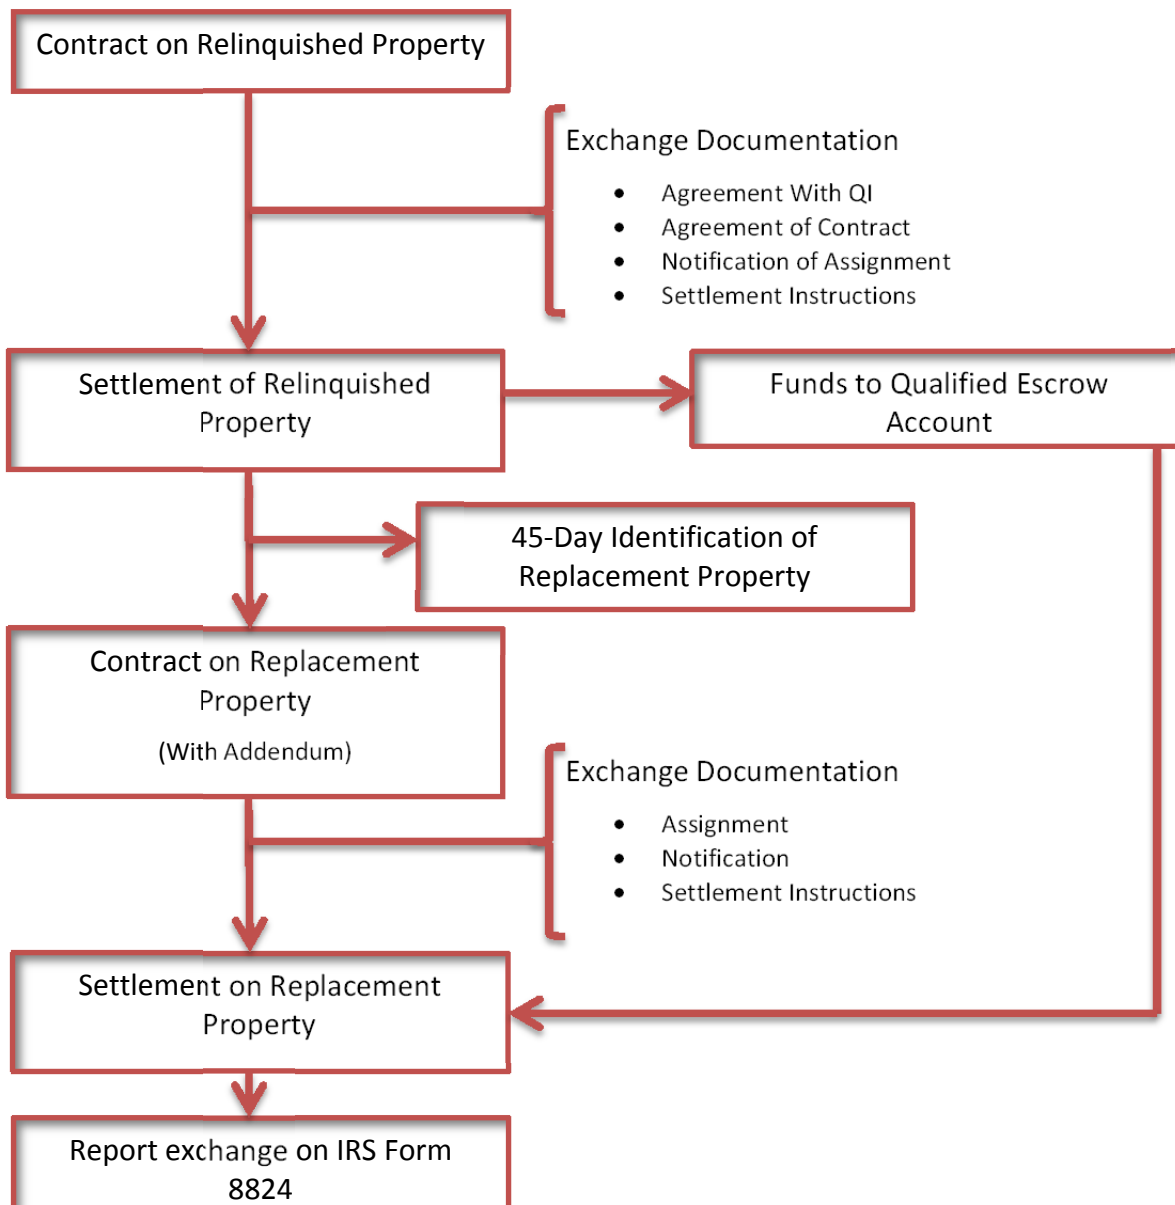 Contract on Relinquished Property
Exchange Documentation
• Agreement With QI
• Agreement of Contract
• Notification of Assignment
• Settlement Instructions
Settlement of Relinquished
Property
Funds to Qualified Escrow
Account
45-Day Identification of
Replacement Property
Contract on Replacement
Property
(With Addendum)
Exchange Documentation
• Assignment
• Notification
• Settlement Instructions
Settlement on Replacement
Property
Report exchange on IRS Form
8824